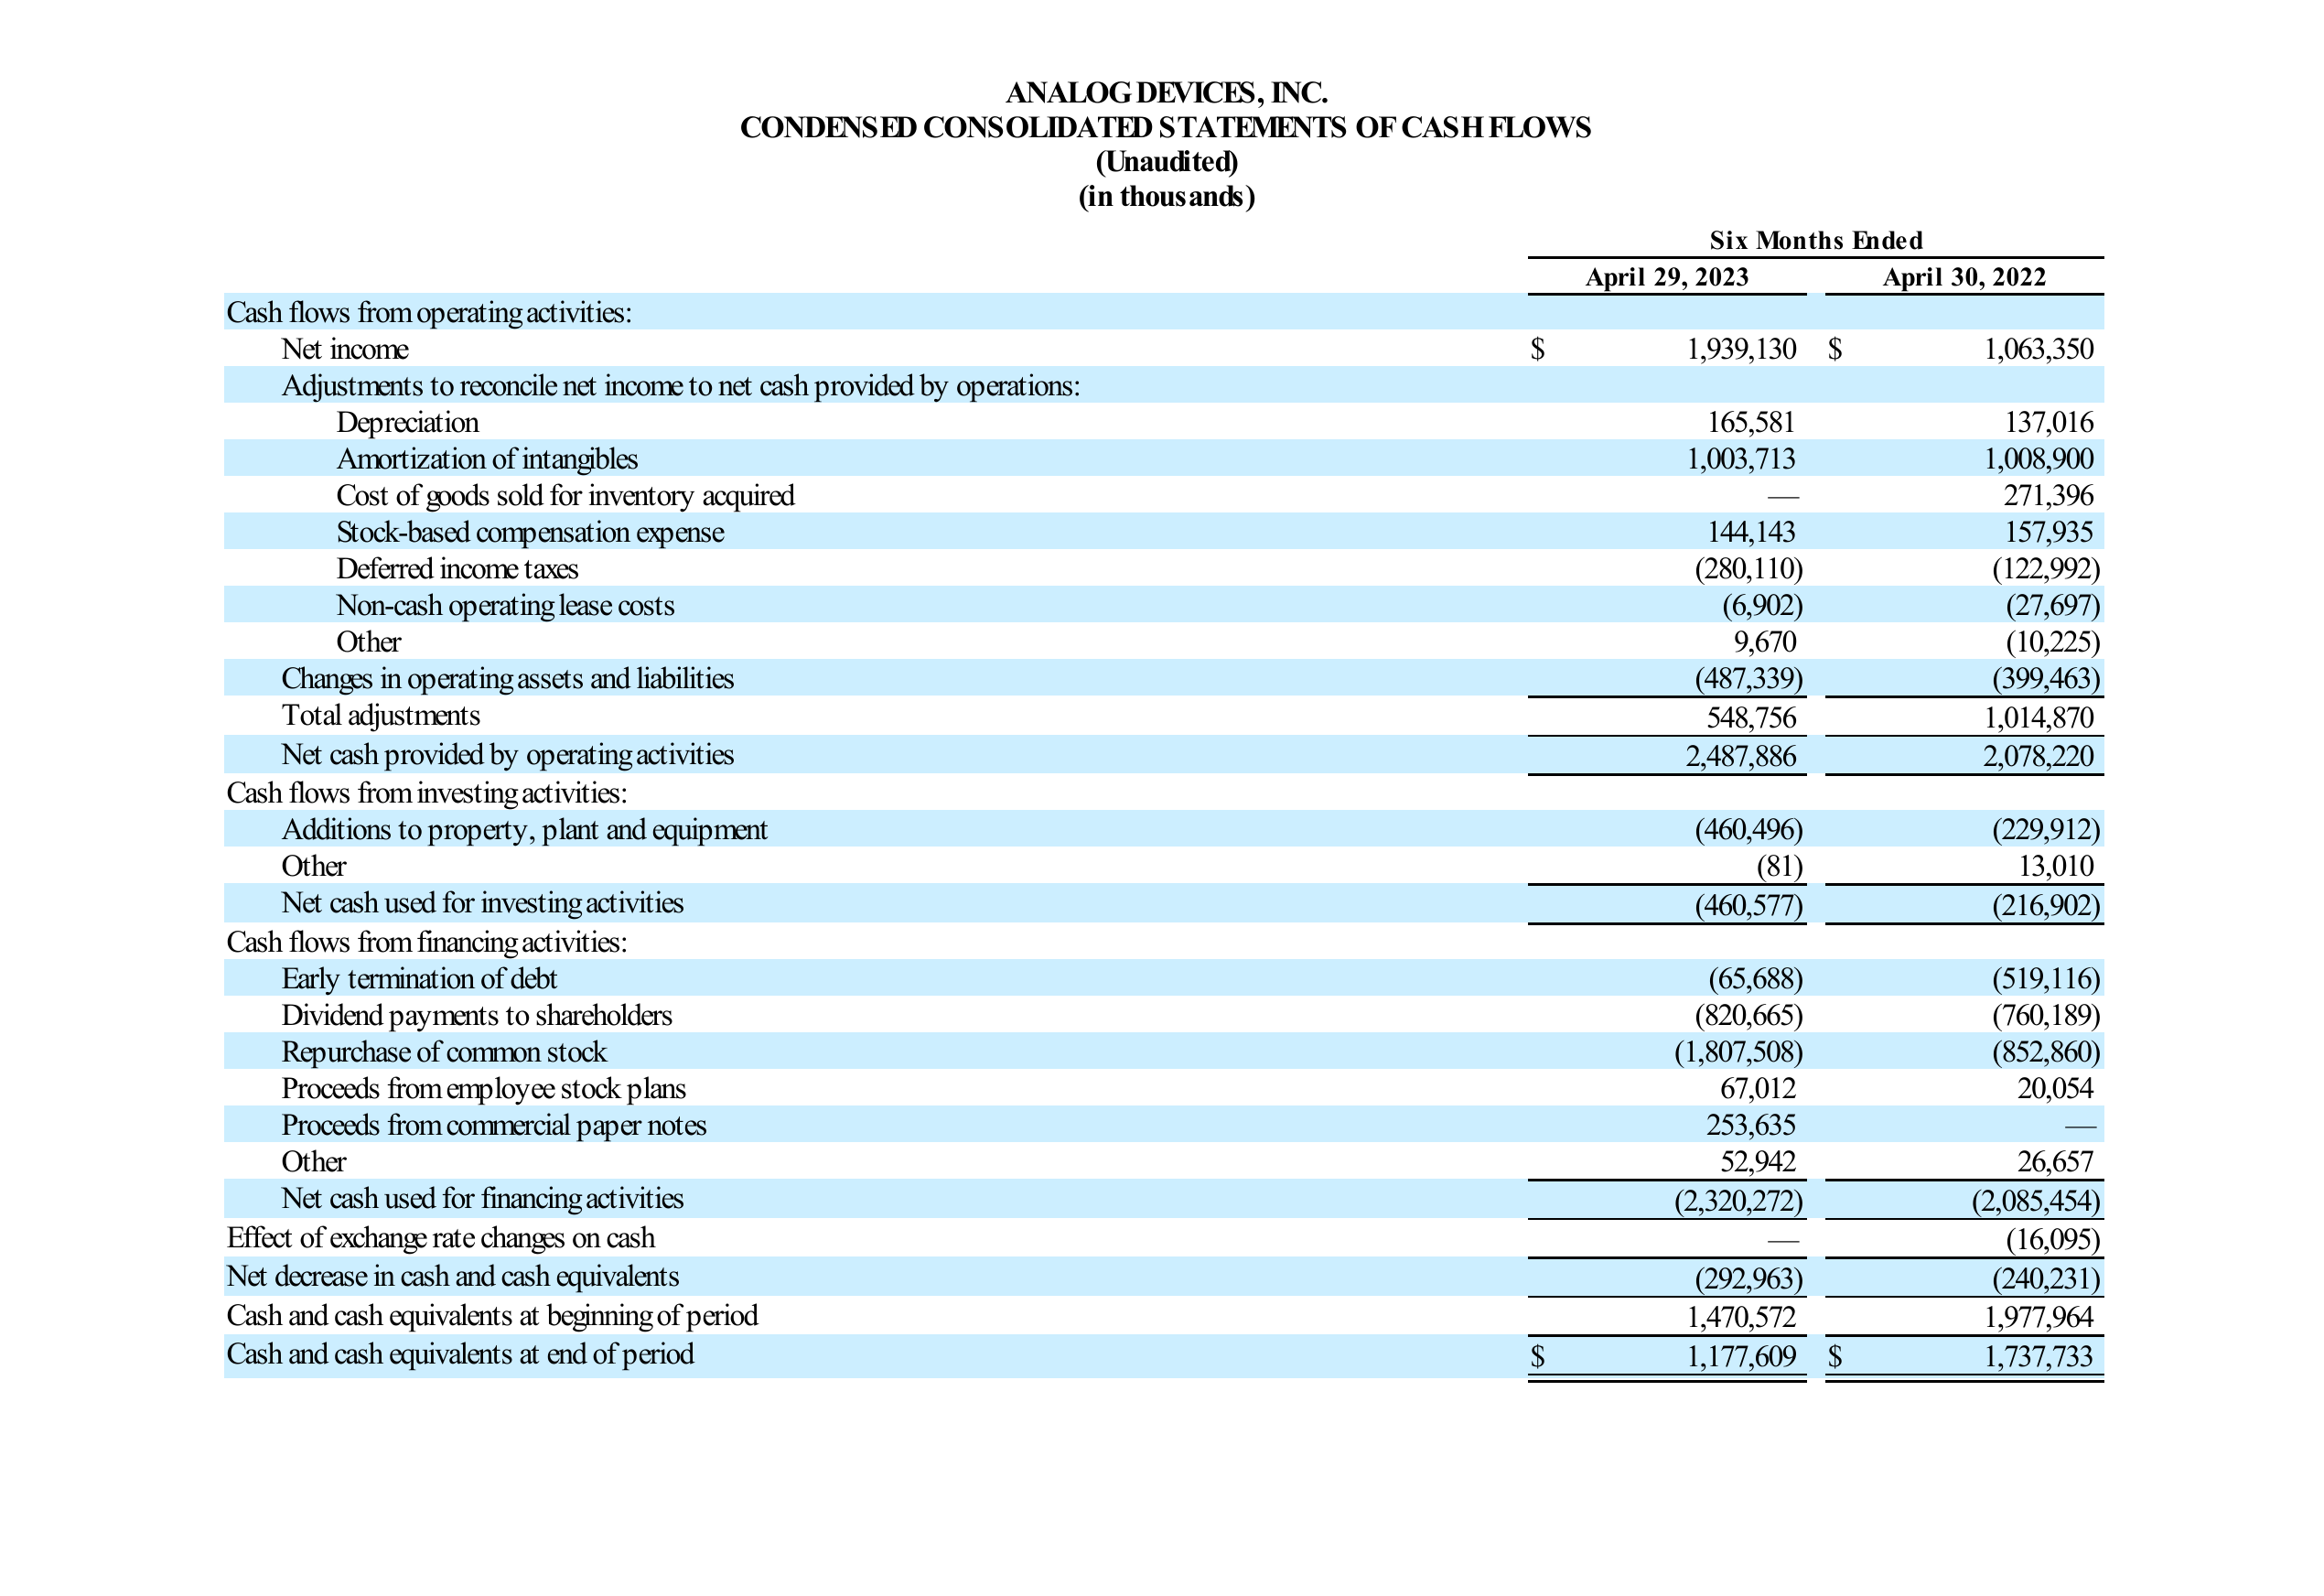 ANALOG DEVICES, INC.
CONDENSED CONSOLIDATED STATEMENTS OF CASH FLOWS
(Unaudited)
(in thousands)
Six Months Ended
April 29, 2023 April 30, 2022
Cash flows from operating activities:
Net income $ 1,939,130 $ 1,063,350
Adjustments to reconcile net income to net cash provided by operations:
Depreciation 165,581 137,016
Amortization of intangibles 1,003,713 1,008,900
Cost of goods sold for inventory acquired — 271,396
Stock-based compensation expense 144,143 157,935
Deferred income taxes (280,110) (122,992)
Non-cash operating lease costs (6,902) (27,697)
Other 9,670 (10,225)
Changes in operating assets and liabilities (487,339) (399,463)
Total adjustments 548,756 1,014,870
Net cash provided by operating activities 2,487,886 2,078,220
Cash flows from investing activities:
Additions to property, plant and equipment (460,496) (229,912)
Other (81) 13,010
Net cash used for investing activities (460,577) (216,902)
Cash flows from financing activities:
Early termination of debt (65,688) (519,116)
Dividend payments to shareholders (820,665) (760,189)
Repurchase of common stock (1,807,508) (852,860)
Proceeds from employee stock plans 67,012 20,054
Proceeds from commercial paper notes 253,635 —
Other 52,942 26,657
Net cash used for financing activities (2,320,272) (2,085,454)
Effect of exchange rate changes on cash — (16,095)
Net decrease in cash and cash equivalents (292,963) (240,231)
Cash and cash equivalents at beginning of period 1,470,572 1,977,964
Cash and cash equivalents at end of period $ 1,177,609 $ 1,737,733